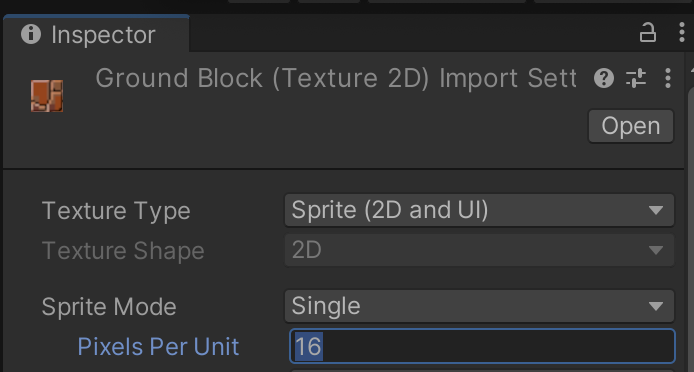 Inspector
Ground Block (Texture 2D) Import Sett
Open
Texture Type Sprite (2D and UI)
Texture Shape 2D
Sprite Mode Single
Pixels Per Unit 16